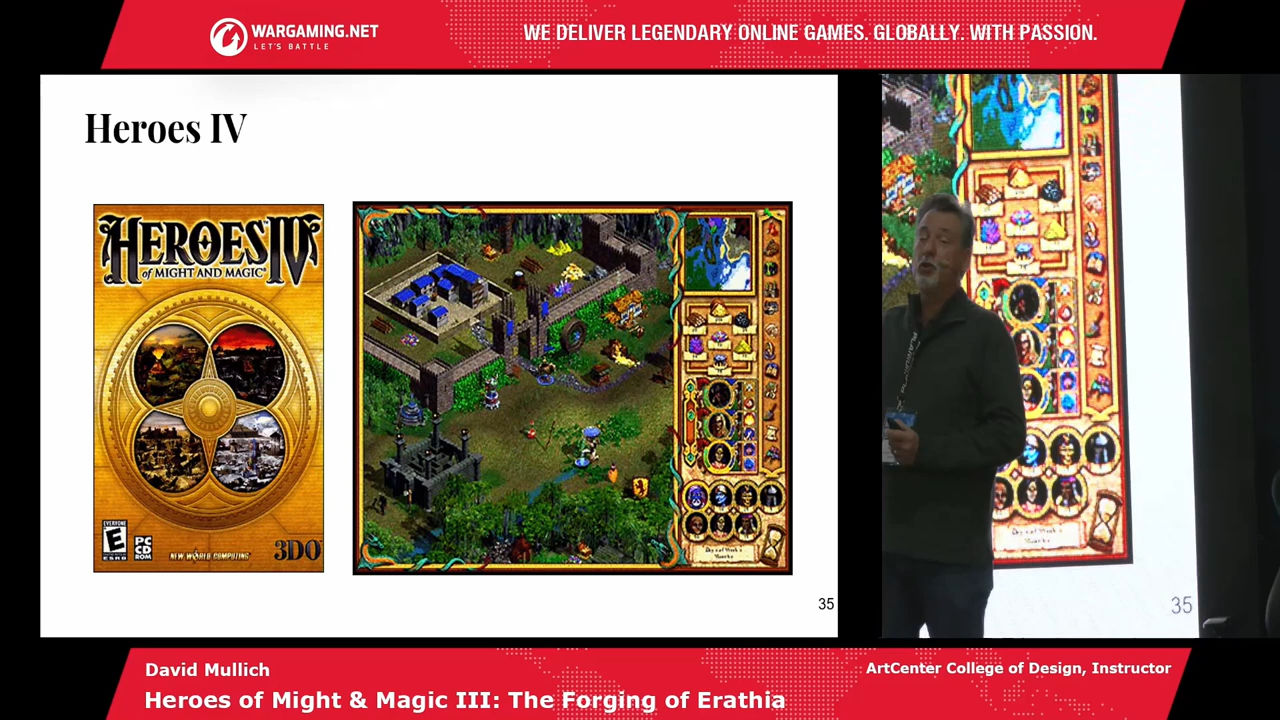 WARGAMING.NET
LET'S BATTLE
WE DELIVER LEGENDARY ONLINE GAMES. GLOBALLY. WITH PASSION.
Heroes IV
HEROES IV
of MIGHT AND MAGIC
EVERYONE
E
ESRB
PC
CD
ROM
NEW WORLD COMPUTING
3DO
35
35
David Mullich
ArtCenter College of Design, Instructor
Heroes of Might & Magic III: The Forging of Erathia